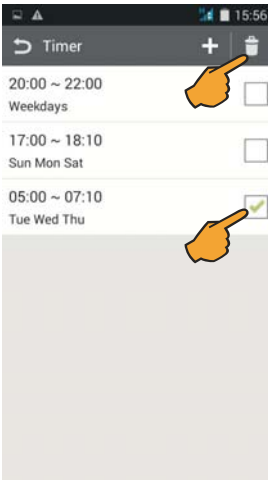 15:56
Timer
20:00 ~ 22:00
Weekdays
17:00 ~ 18:10
Sun Mon Sat
05:00 ~ 07:10
Tue Wed Thu